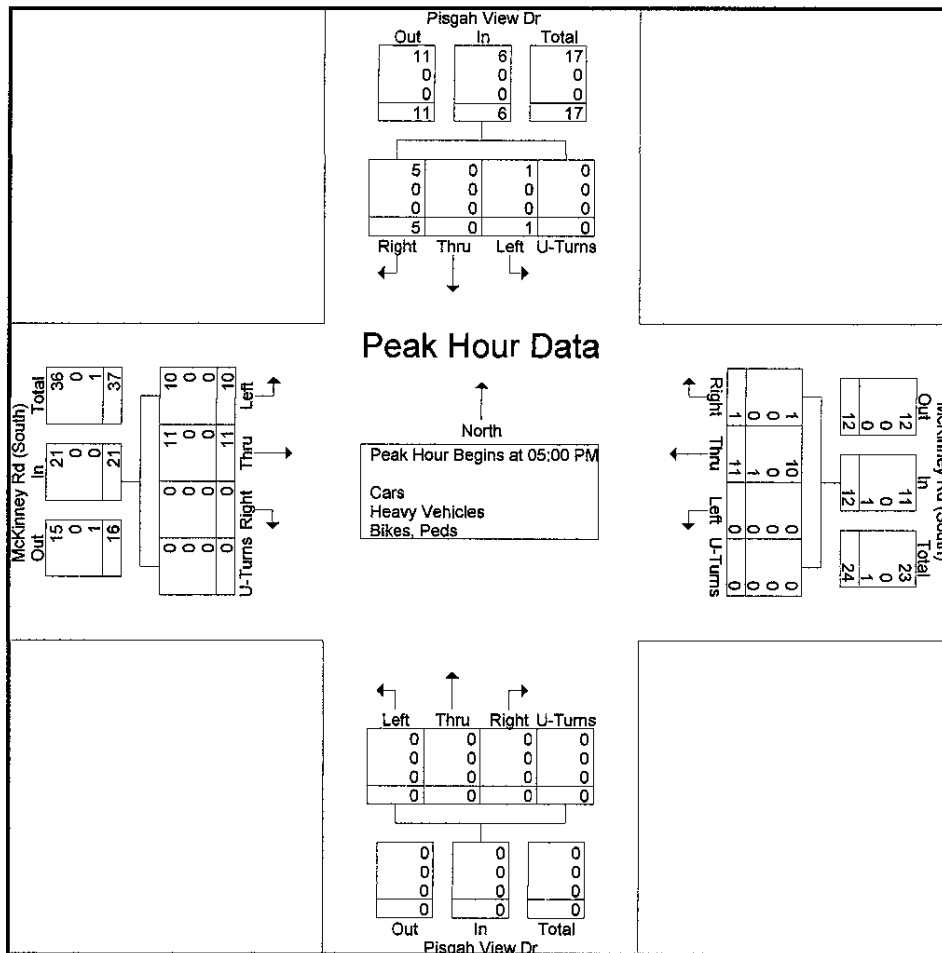 Pisgah View Dr
Out In Total
11 6 17
0 0 0
0 0 0
11 6 17
5 0 1 0
0 0 0 0
0 0 0 0
5 0 1 0
Right Thru Left U-Turns
Peak Hour Data
North
Peak Hour Begins at 05:00 PM
Cars
Heavy Vehicles
Bikes, Peds
McKinney Rd (South)
Total In Out
36 21 15
0 0 0
1 0 1
37 21 16
Left Thru Right U-Turns
10 11 0 0
0 0 0 0
0 0 0 0
10 11 0 0
McKinney Rd (South)
Out In Total
12 11 23
0 0 0
0 1 1
12 12 24
Right Thru Left U-Turns
1 10 0 0
0 0 0 0
0 1 0 0
1 11 0 0
Left Thru Right U-Turns
0 0 0 0
0 0 0 0
0 0 0 0
0 0 0 0
0 0 0
0 0 0
0 0 0
0 0 0
Out In Total
Pisgah View Dr